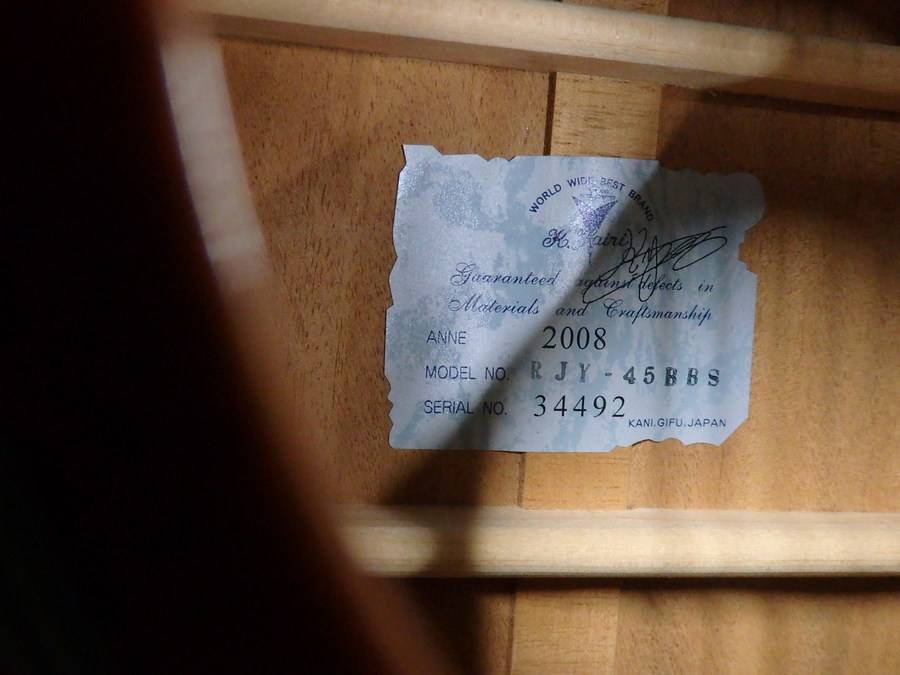 WORLD WIDE BEST BRAND
K. Yairi
Guaranteed against defects in
Materials and Craftsmanship
ANNE 2008
MODEL NO. RJY-45BBS
SERIAL NO. 34492
KANI.GIFU.JAPAN